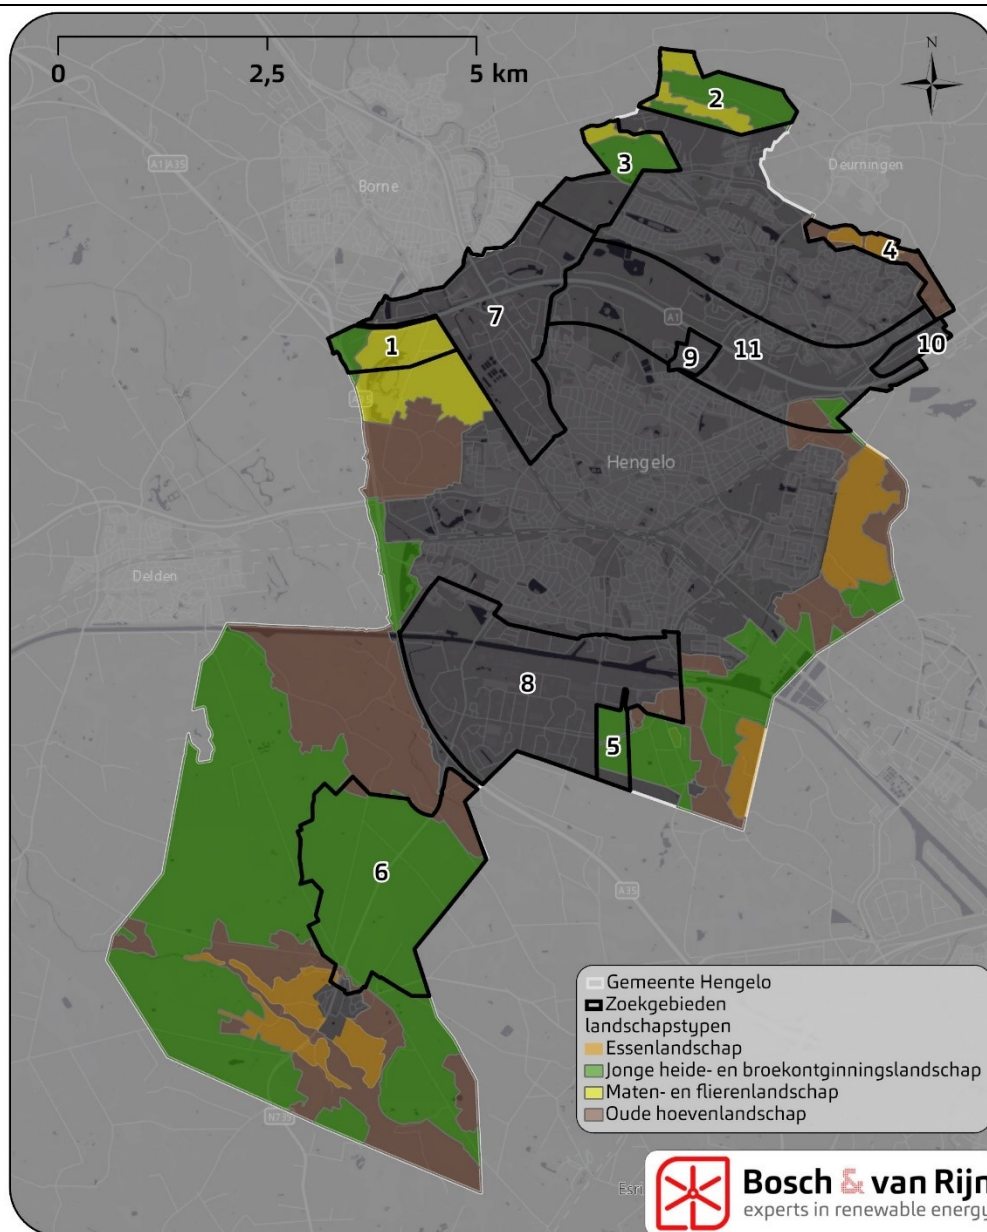 0 2,5 5 km
N
2
A1|A35
Deurningen
3
Borne
4
7
A1
10
1
9
11
A35
Hengelo
Delden
8
5
6
A35
Gemeente Hengelo
Zoekgebieden
landschapstypen
Essenlandschap
Jonge heide- en broekontginningslandschap
Maten- en flierenlandschap
Oude hoevenlandschap
N739
Esri
Bosch & van Rijn
experts in renewable energy